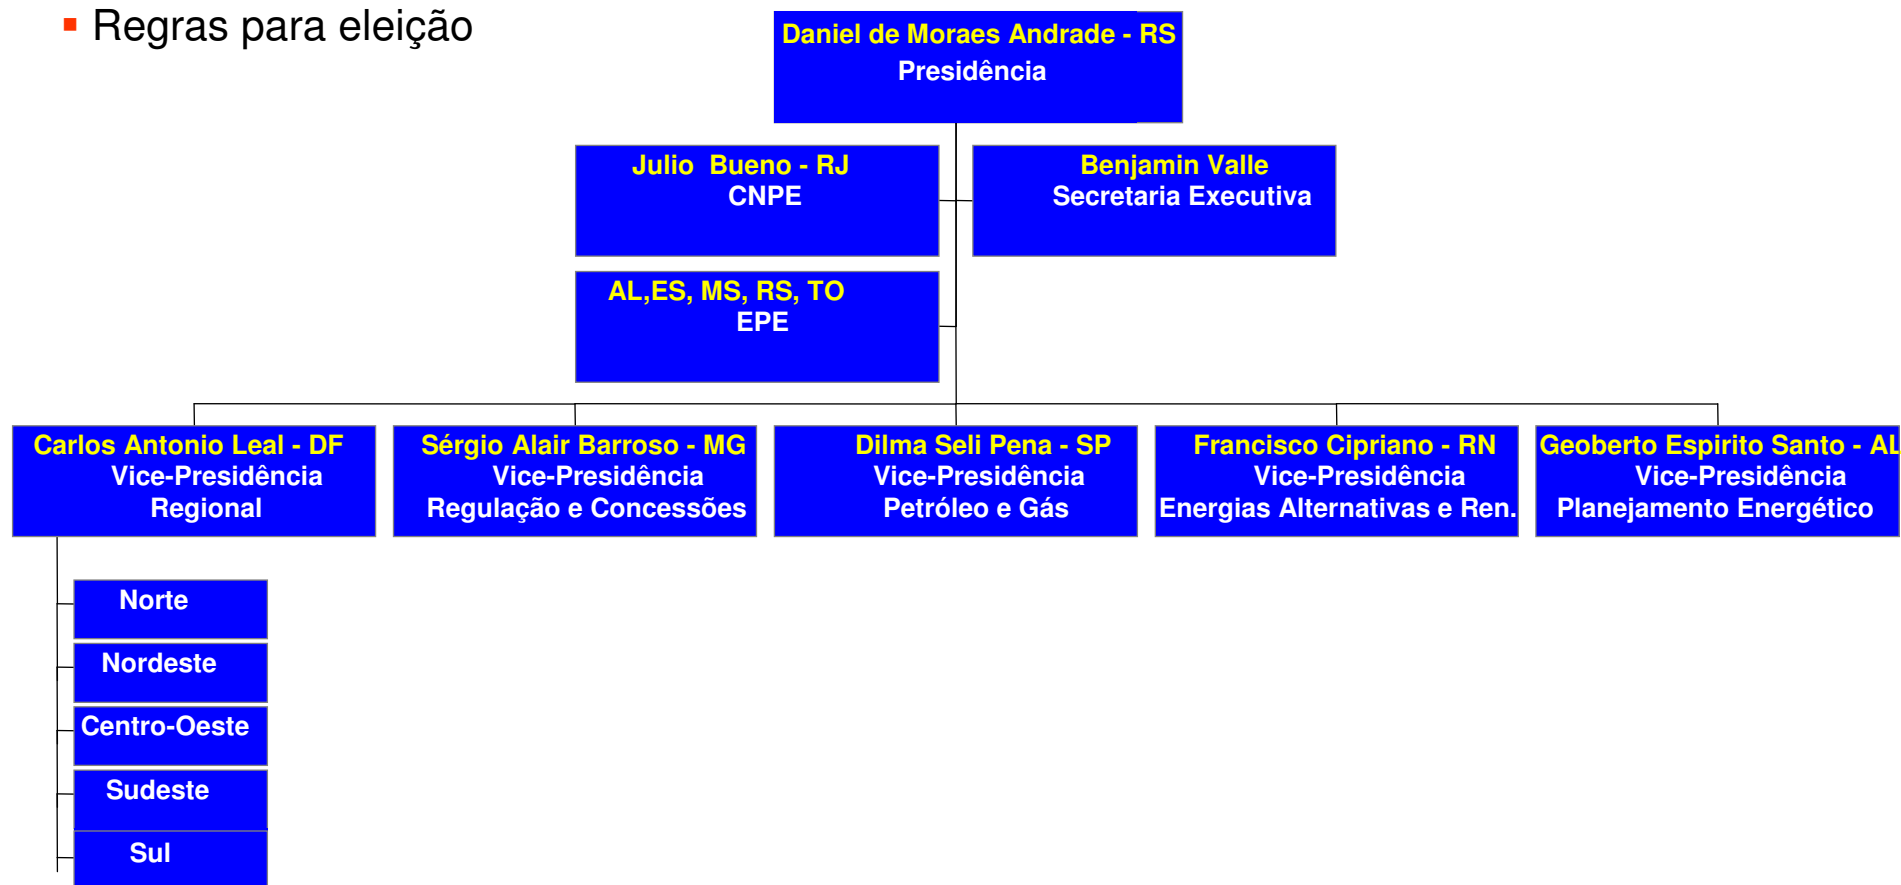 ▪ Regras para eleição
Daniel de Moraes Andrade - RS
Presidência
Julio Bueno - RJ
CNPE
Benjamin Valle
Secretaria Executiva
AL,ES, MS, RS, TO
EPE
Carlos Antonio Leal - DF
Vice-Presidência
Regional
Sérgio Alair Barroso - MG
Vice-Presidência
Regulação e Concessões
Dilma Seli Pena - SP
Vice-Presidência
Petróleo e Gás
Francisco Cipriano - RN
Vice-Presidência
Energias Alternativas e Ren.
Geoberto Espirito Santo - AL
Vice-Presidência
Planejamento Energético
Norte
Nordeste
Centro-Oeste
Sudeste
Sul